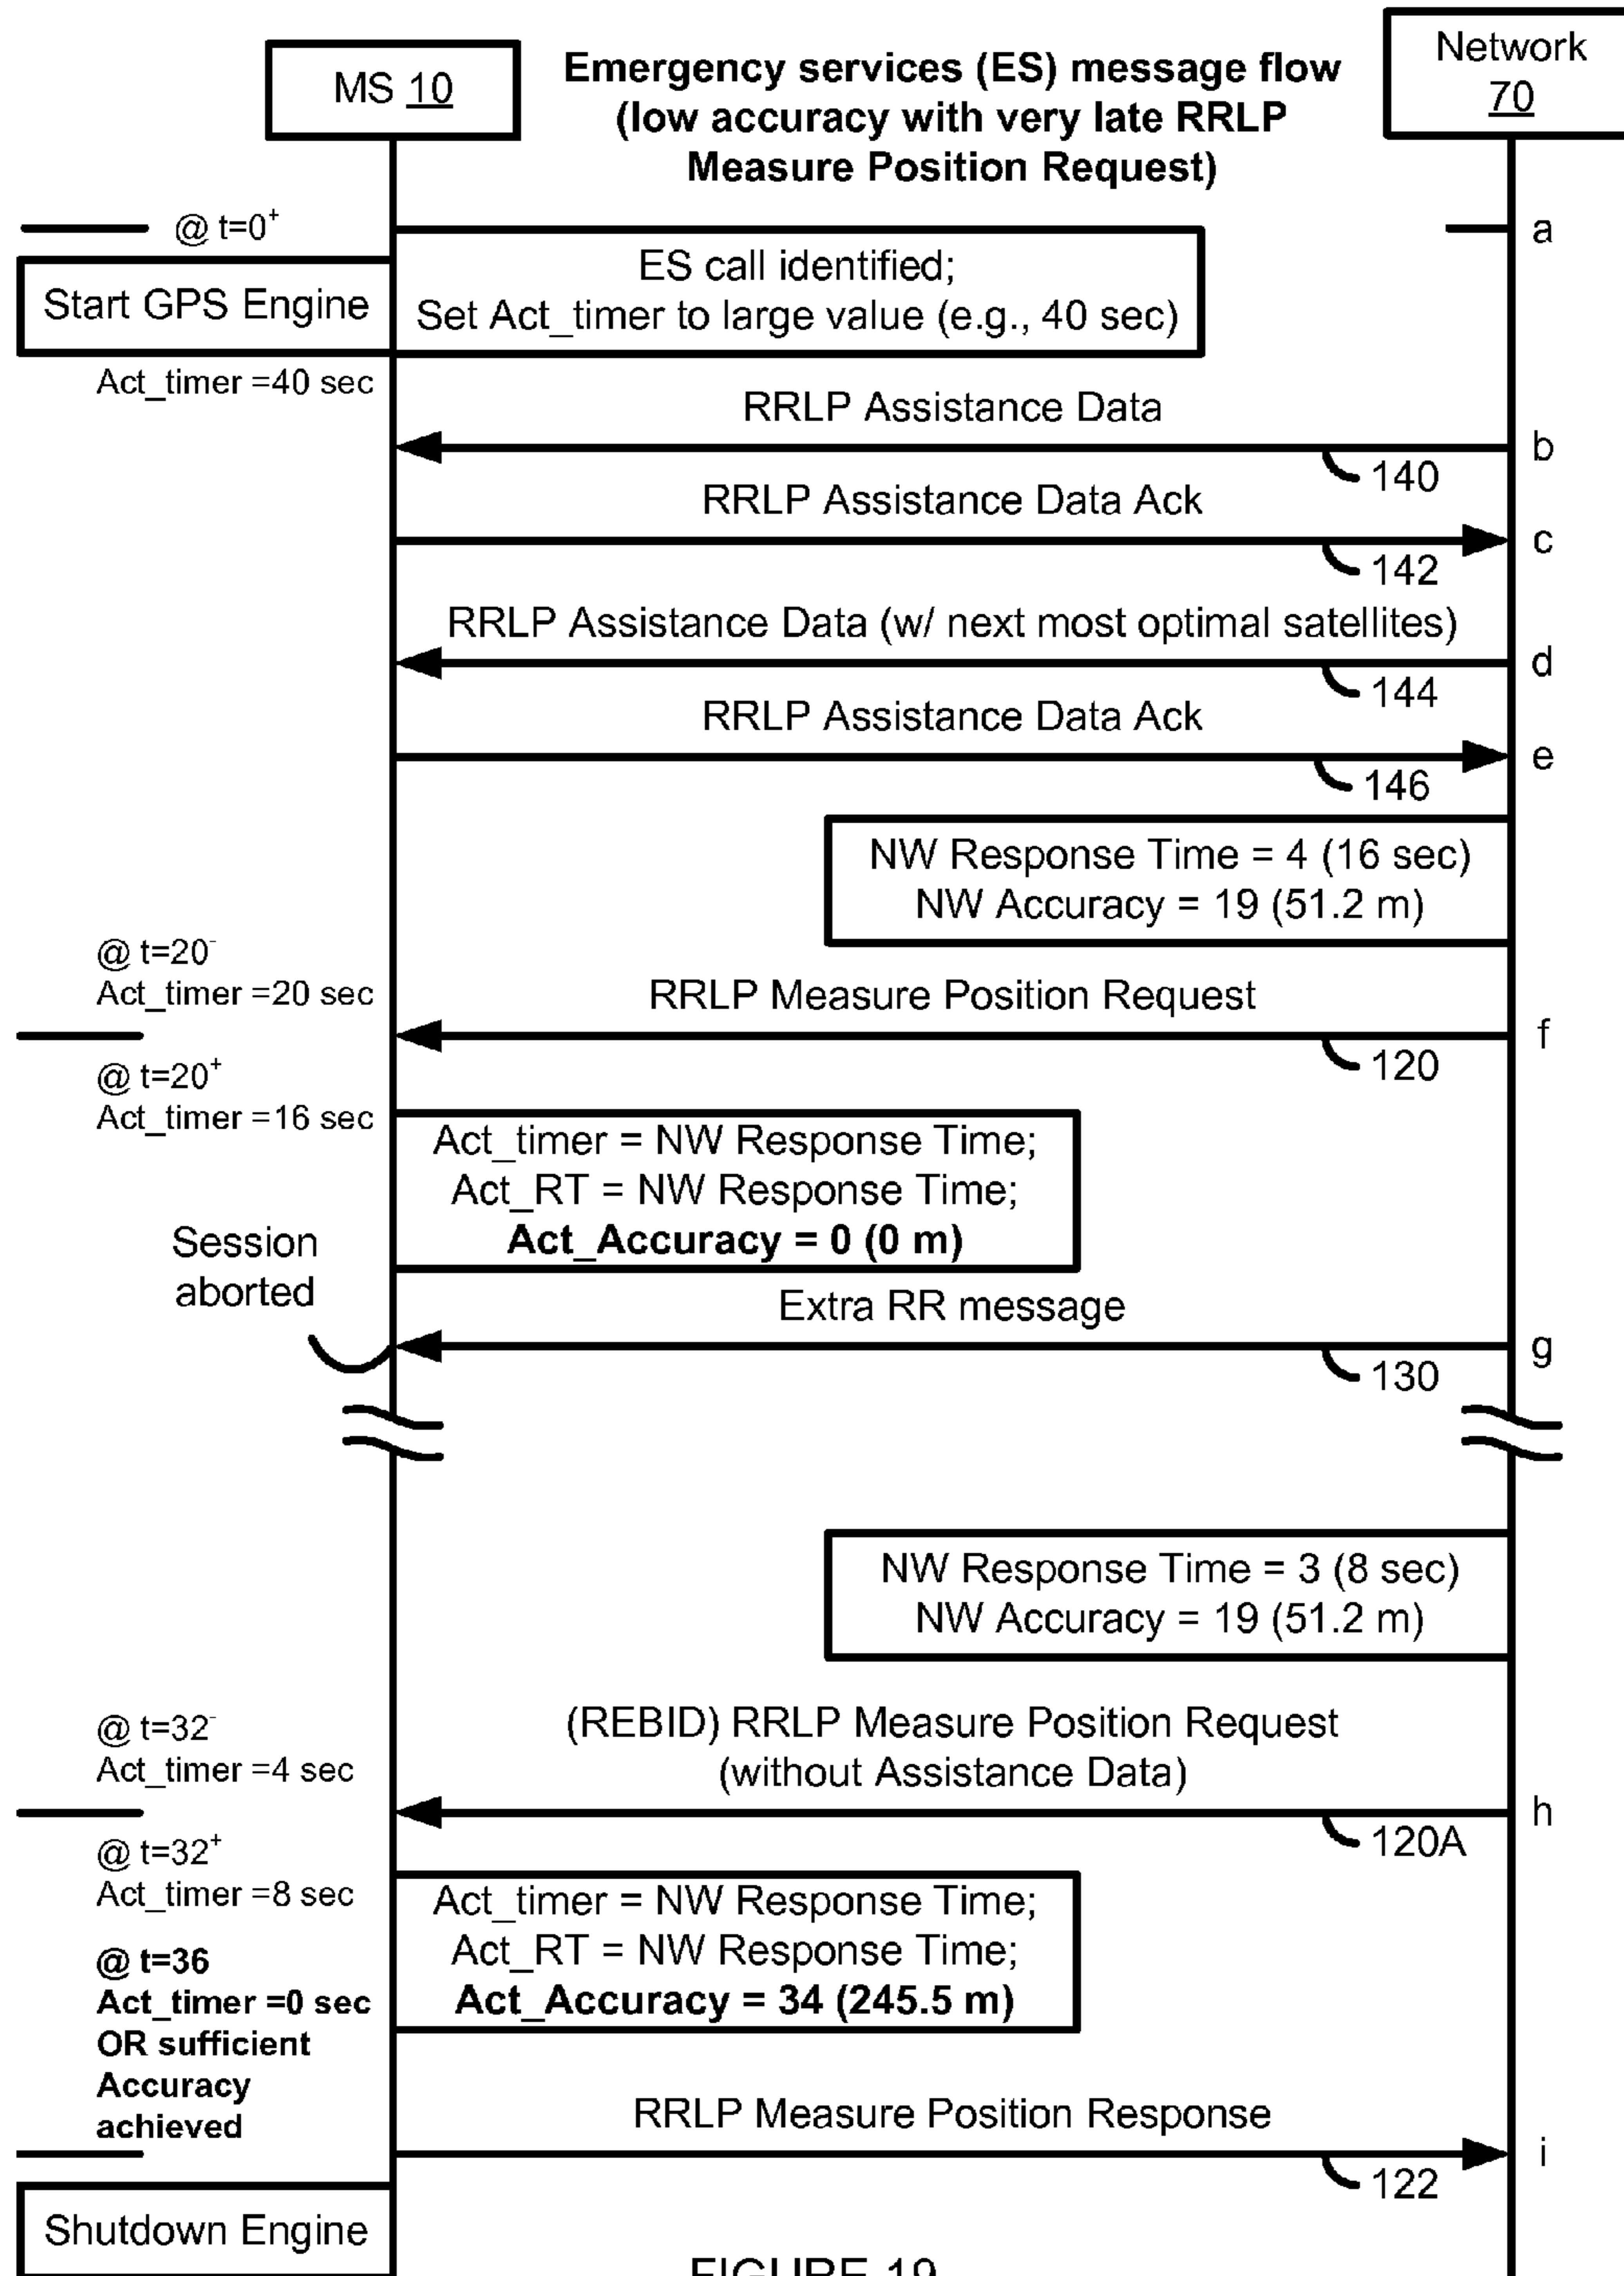 MS 10
Emergency services (ES) message flow
(low accuracy with very late RRLP
Measure Position Request)
Network
70
@ t=0⁺
a
Start GPS Engine
ES call identified;
Set Act_timer to large value (e.g., 40 sec)
Act_timer =40 sec
RRLP Assistance Data
b
140
RRLP Assistance Data Ack
c
142
RRLP Assistance Data (w/ next most optimal satellites)
d
144
RRLP Assistance Data Ack
e
146
NW Response Time = 4 (16 sec)
NW Accuracy = 19 (51.2 m)
@ t=20⁻
Act_timer =20 sec
RRLP Measure Position Request
f
120
@ t=20⁺
Act_timer =16 sec
Act_timer = NW Response Time;
Act_RT = NW Response Time;
Act_Accuracy = 0 (0 m)
Session
aborted
Extra RR message
g
130
NW Response Time = 3 (8 sec)
NW Accuracy = 19 (51.2 m)
@ t=32⁻
Act_timer =4 sec
(REBID) RRLP Measure Position Request
(without Assistance Data)
h
120A
@ t=32⁺
Act_timer =8 sec
Act_timer = NW Response Time;
Act_RT = NW Response Time;
Act_Accuracy = 34 (245.5 m)
@ t=36
Act_timer =0 sec
OR sufficient
Accuracy
achieved
RRLP Measure Position Response
i
122
Shutdown Engine
FIGURE 19